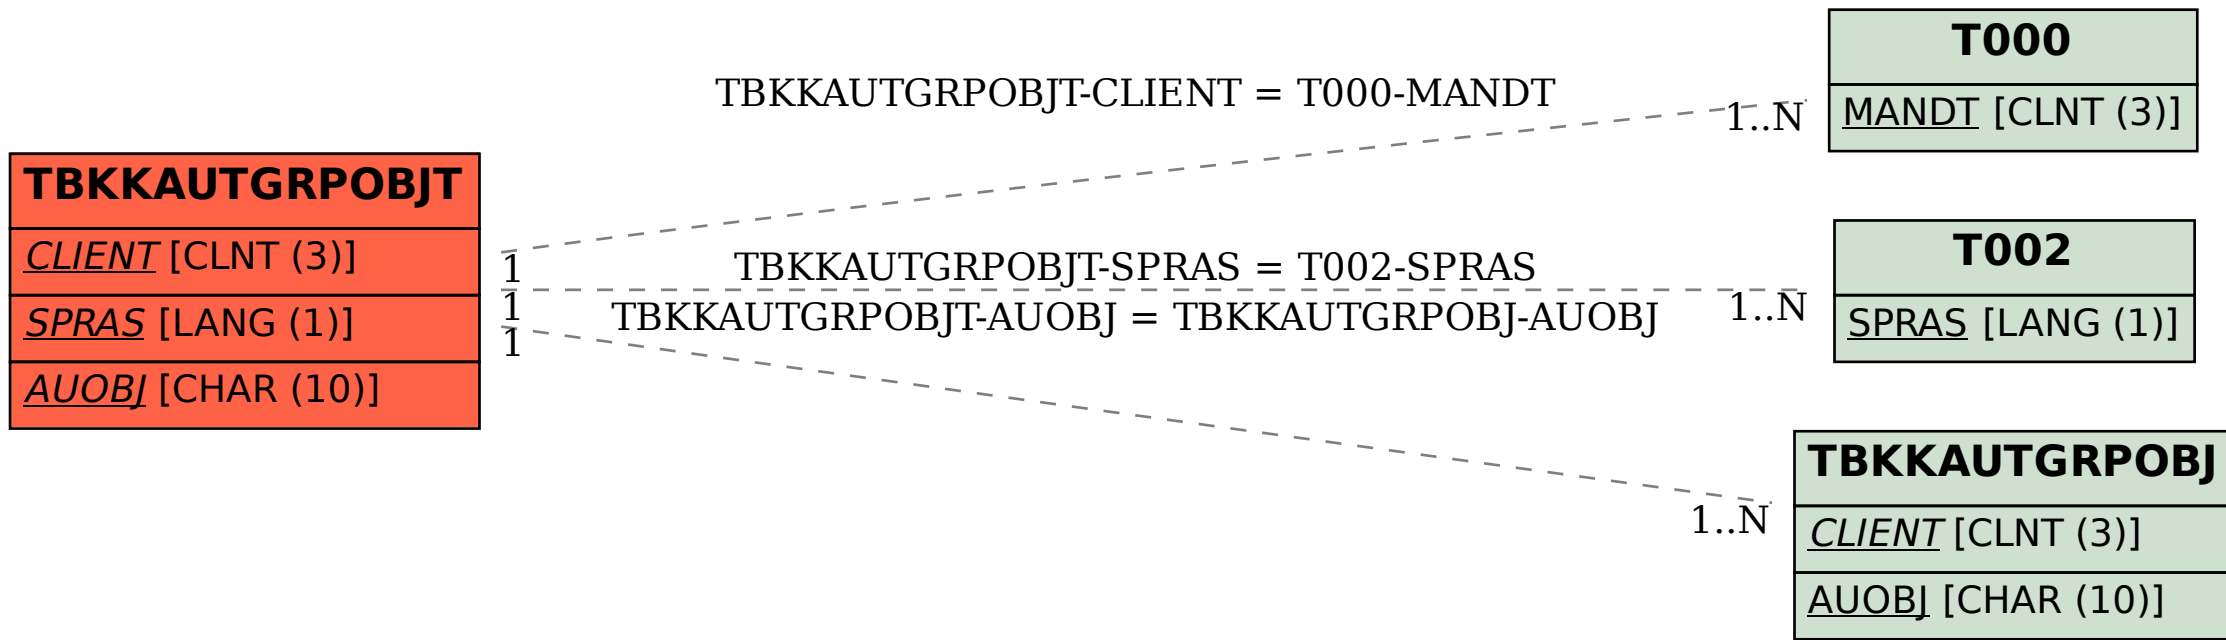 TBKKAUTGRPOBJT
CLIENT [CLNT (3)]
SPRAS [LANG (1)]
AUOBJ [CHAR (10)]
TBKKAUTGRPOBJT-CLIENT = T000-MANDT
1
1..N
TBKKAUTGRPOBJT-SPRAS = T002-SPRAS
1
1..N
TBKKAUTGRPOBJT-AUOBJ = TBKKAUTGRPOBJ-AUOBJ
1
1..N
T000
MANDT [CLNT (3)]
T002
SPRAS [LANG (1)]
TBKKAUTGRPOBJ
CLIENT [CLNT (3)]
AUOBJ [CHAR (10)]